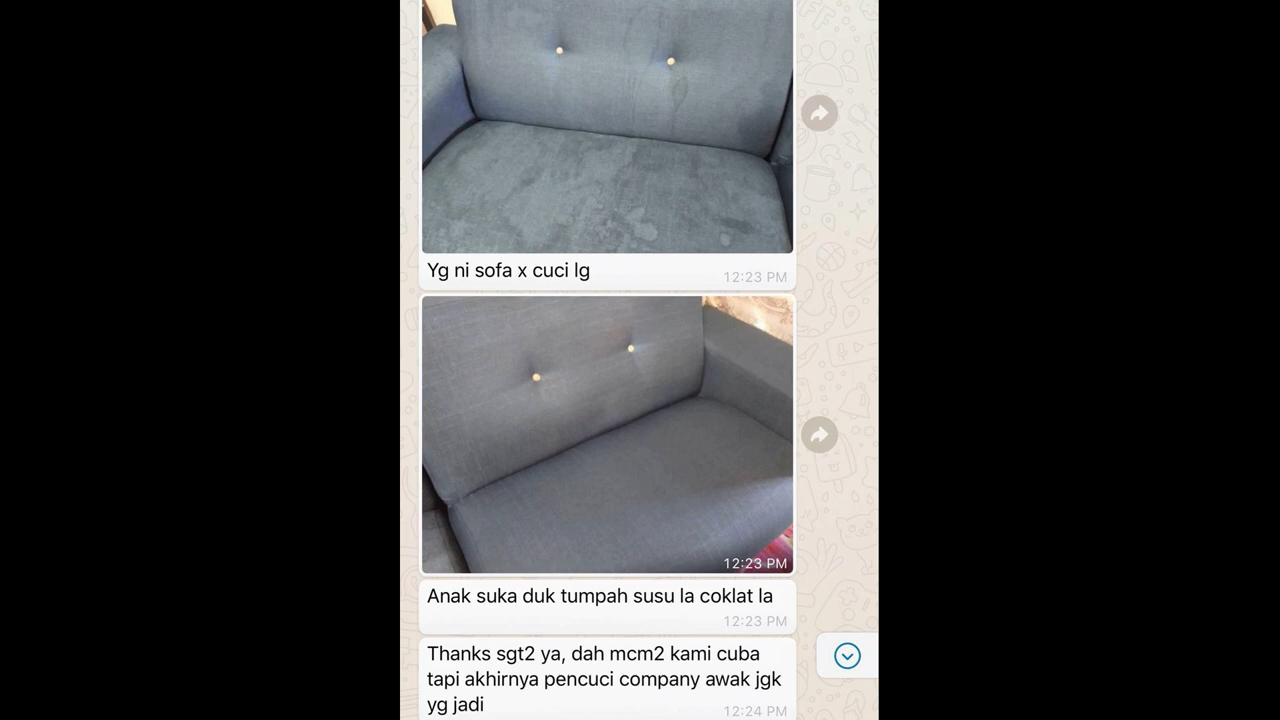 Yg ni sofa x cuci lg
12:23 PM
12:23 PM
Anak suka duk tumpah susu la coklat la
12:23 PM
Thanks sgt2 ya, dah mcm2 kami cuba
tapi akhirnya pencuci company awak jgk
yg jadi
12:24 PM